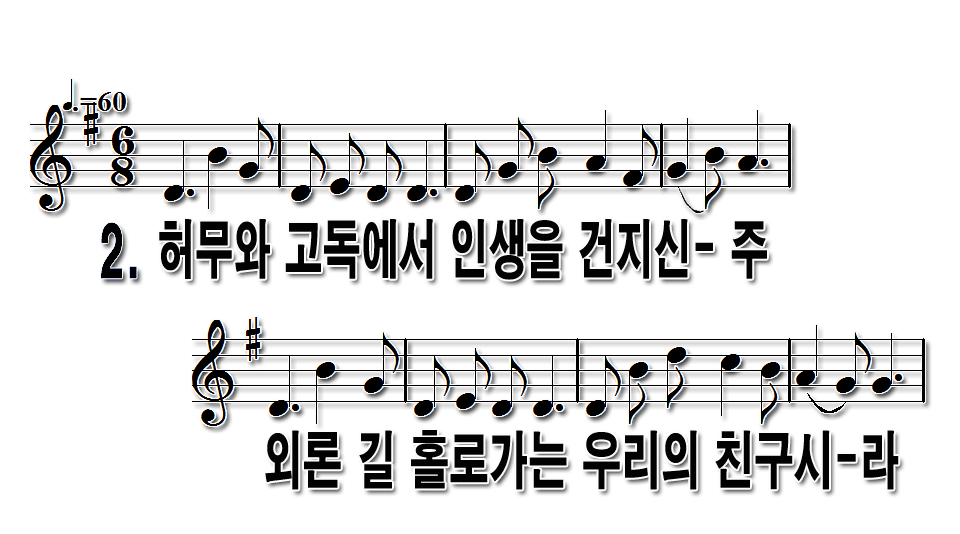 ♩.=60
6
8
2. 허무와 고독에서 인생을 건지신- 주
외론 길 홀로가는 우리의 친구시-라